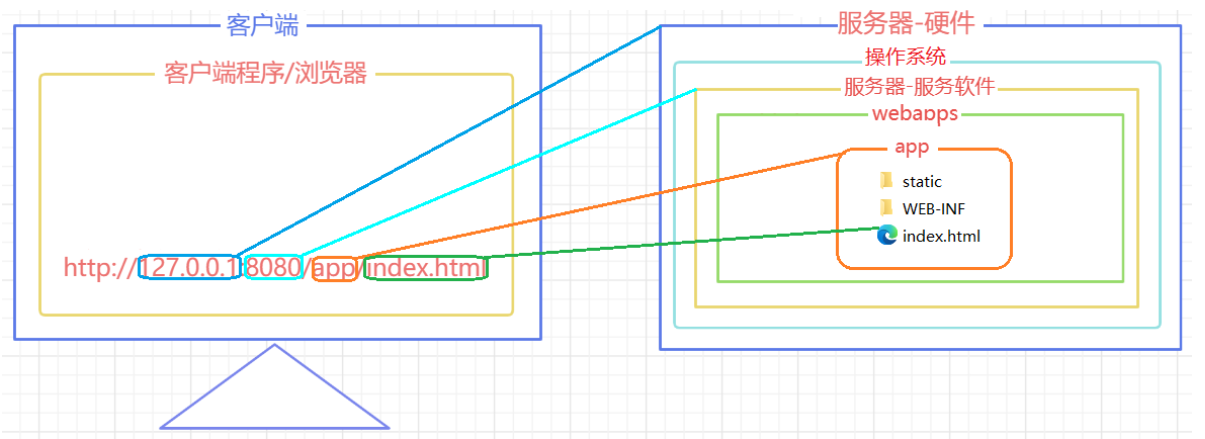 客户端
客户端程序/浏览器
http://127.0.0.1:8080/app/index.html
服务器-硬件
操作系统
服务器-服务软件
webapps
app
static
WEB-INF
index.html